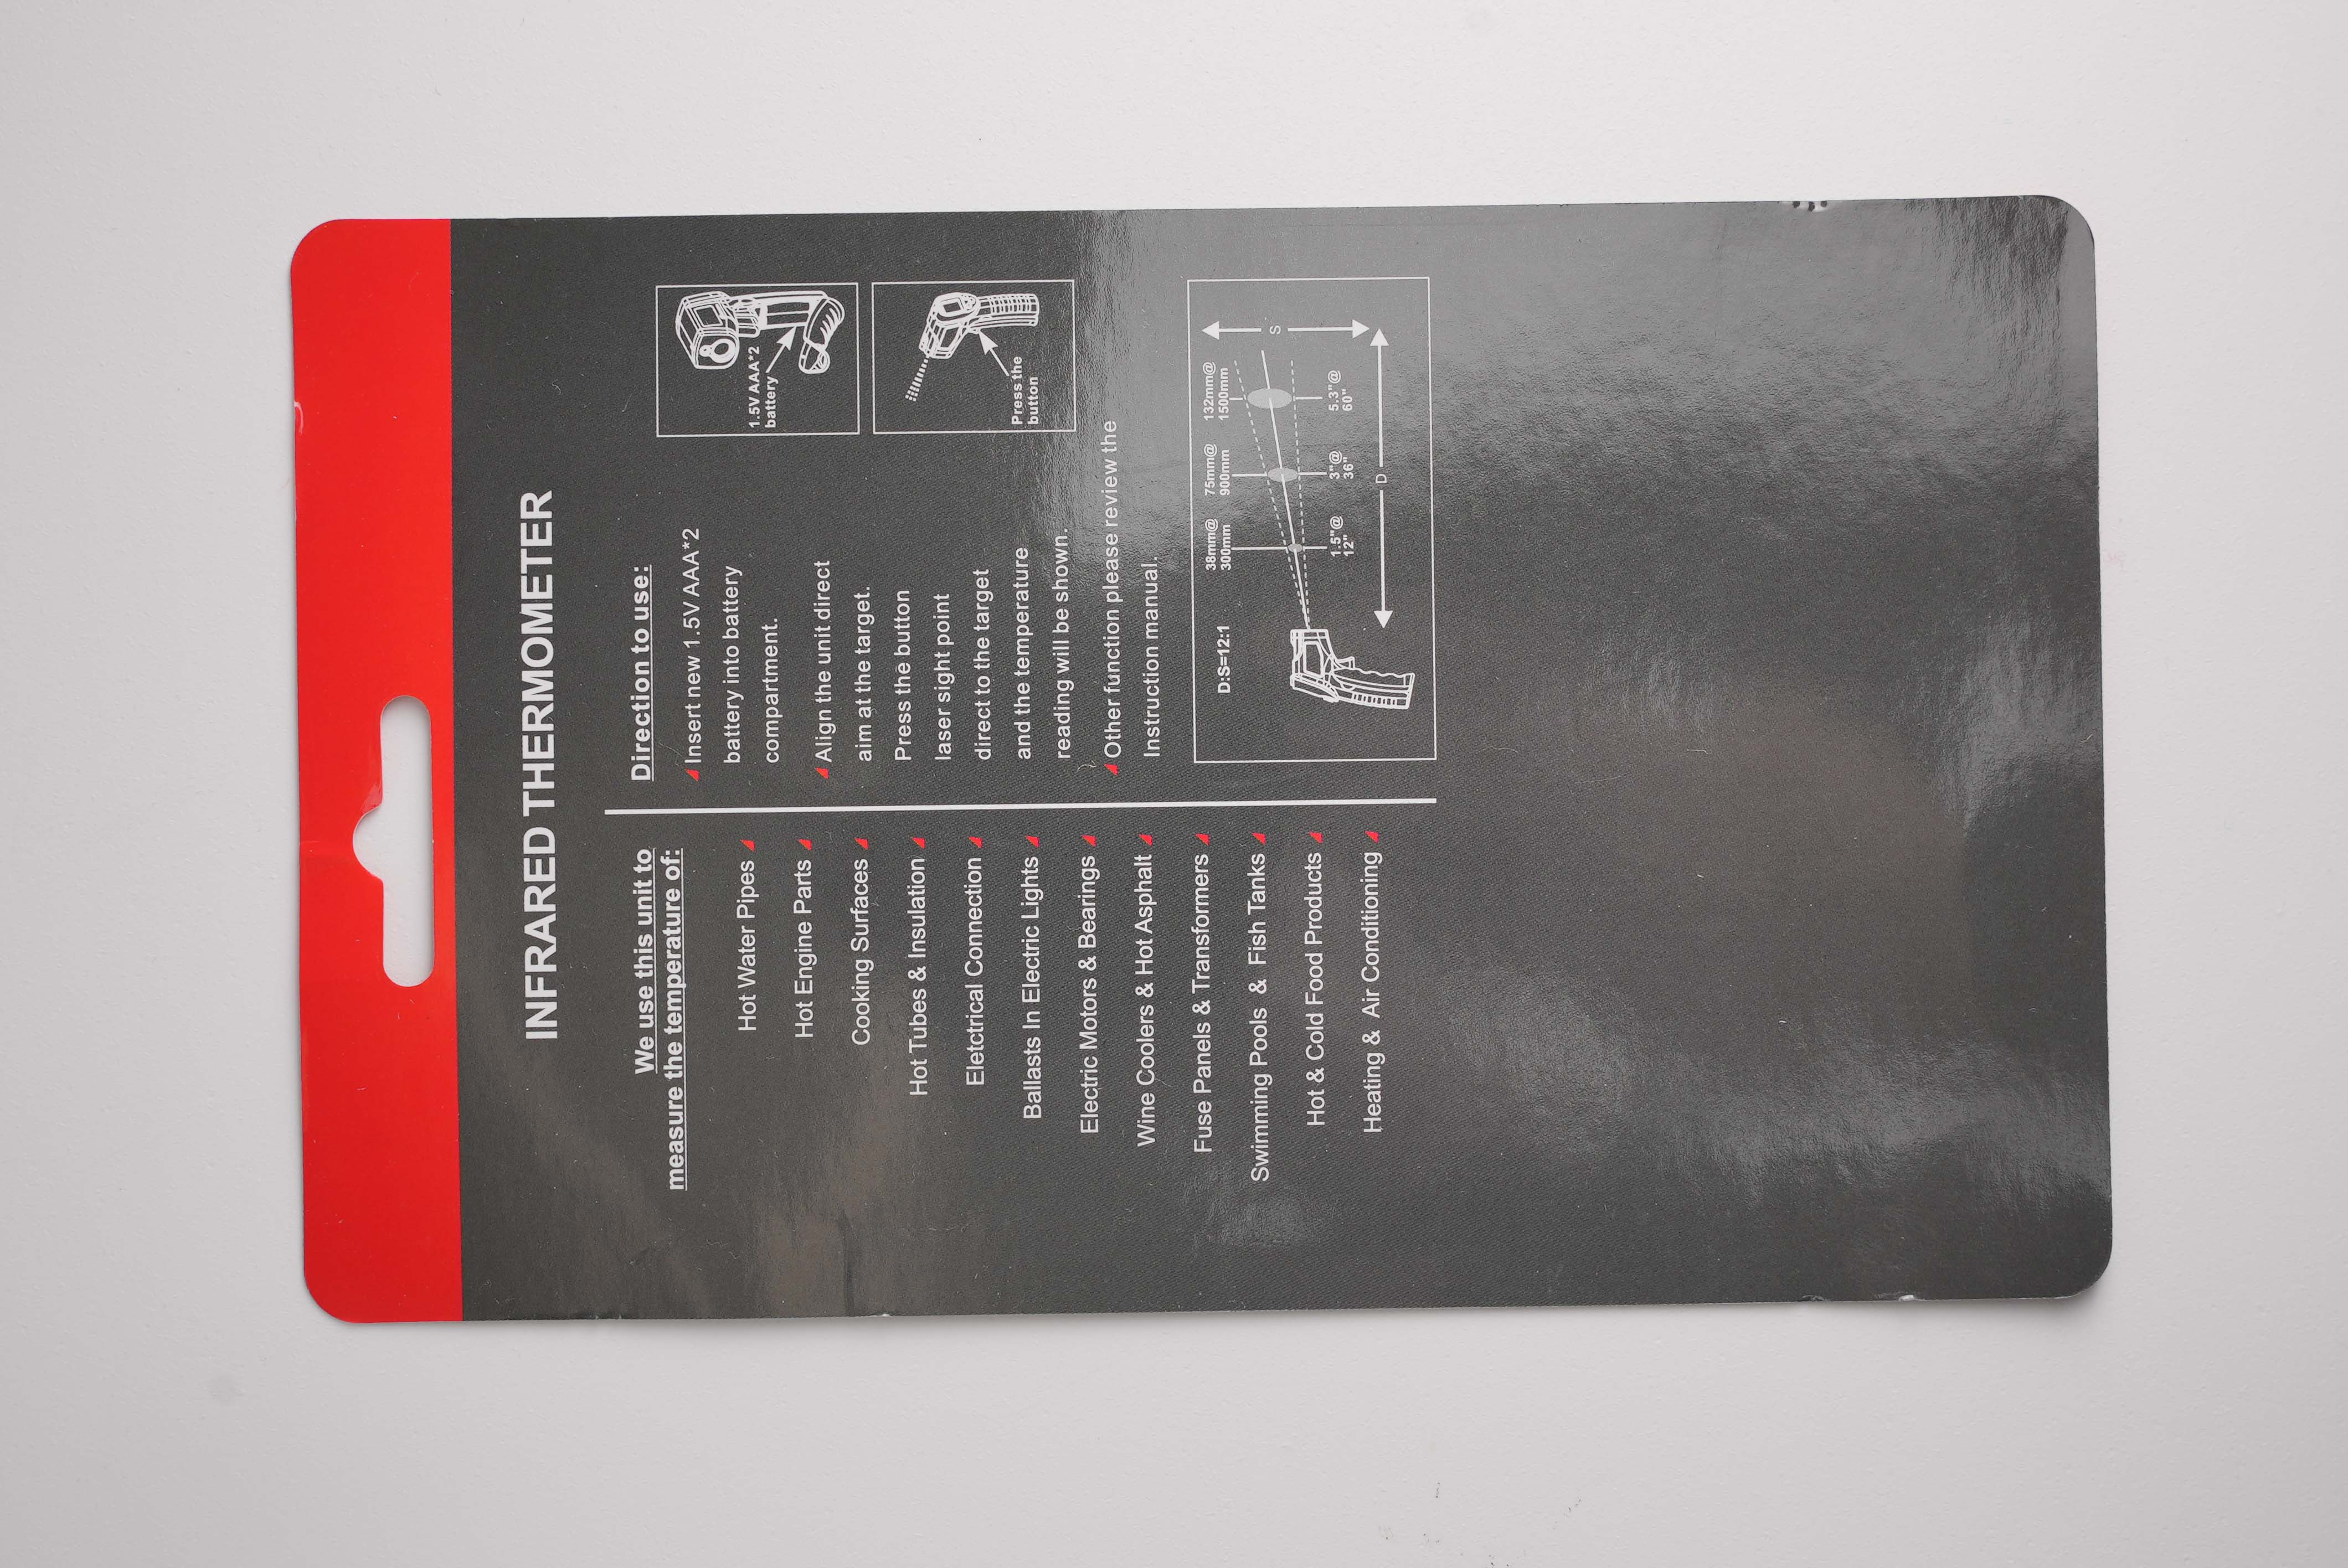 INFRARED THERMOMETER
We use this unit to
measure the temperature of:
Hot Water Pipes
Hot Engine Parts
Cooking Surfaces
Hot Tubes & Insulation
Eletctrical Connection
Ballasts In Electric Lights
Electric Motors & Bearings
Wine Coolers & Hot Asphalt
Fuse Panels & Transformers
Swimming Pools & Fish Tanks
Hot & Cold Food Products
Heating & Air Conditioning
Direction to use:
Insert new 1.5V AAA*2
battery into battery
compartment.
Align the unit direct
aim at the target.
Press the button
laser sight point
direct to the target
and the temperature
reading will be shown.
Other function please review the
Instruction manual.
1.5V AAA*2
battery
Press the
button
D:S=12:1
38mm@
300mm
75mm@
900mm
132mm@
1500mm
S
1.5"@
12"
3"@
36"
5.3"@
60"
D